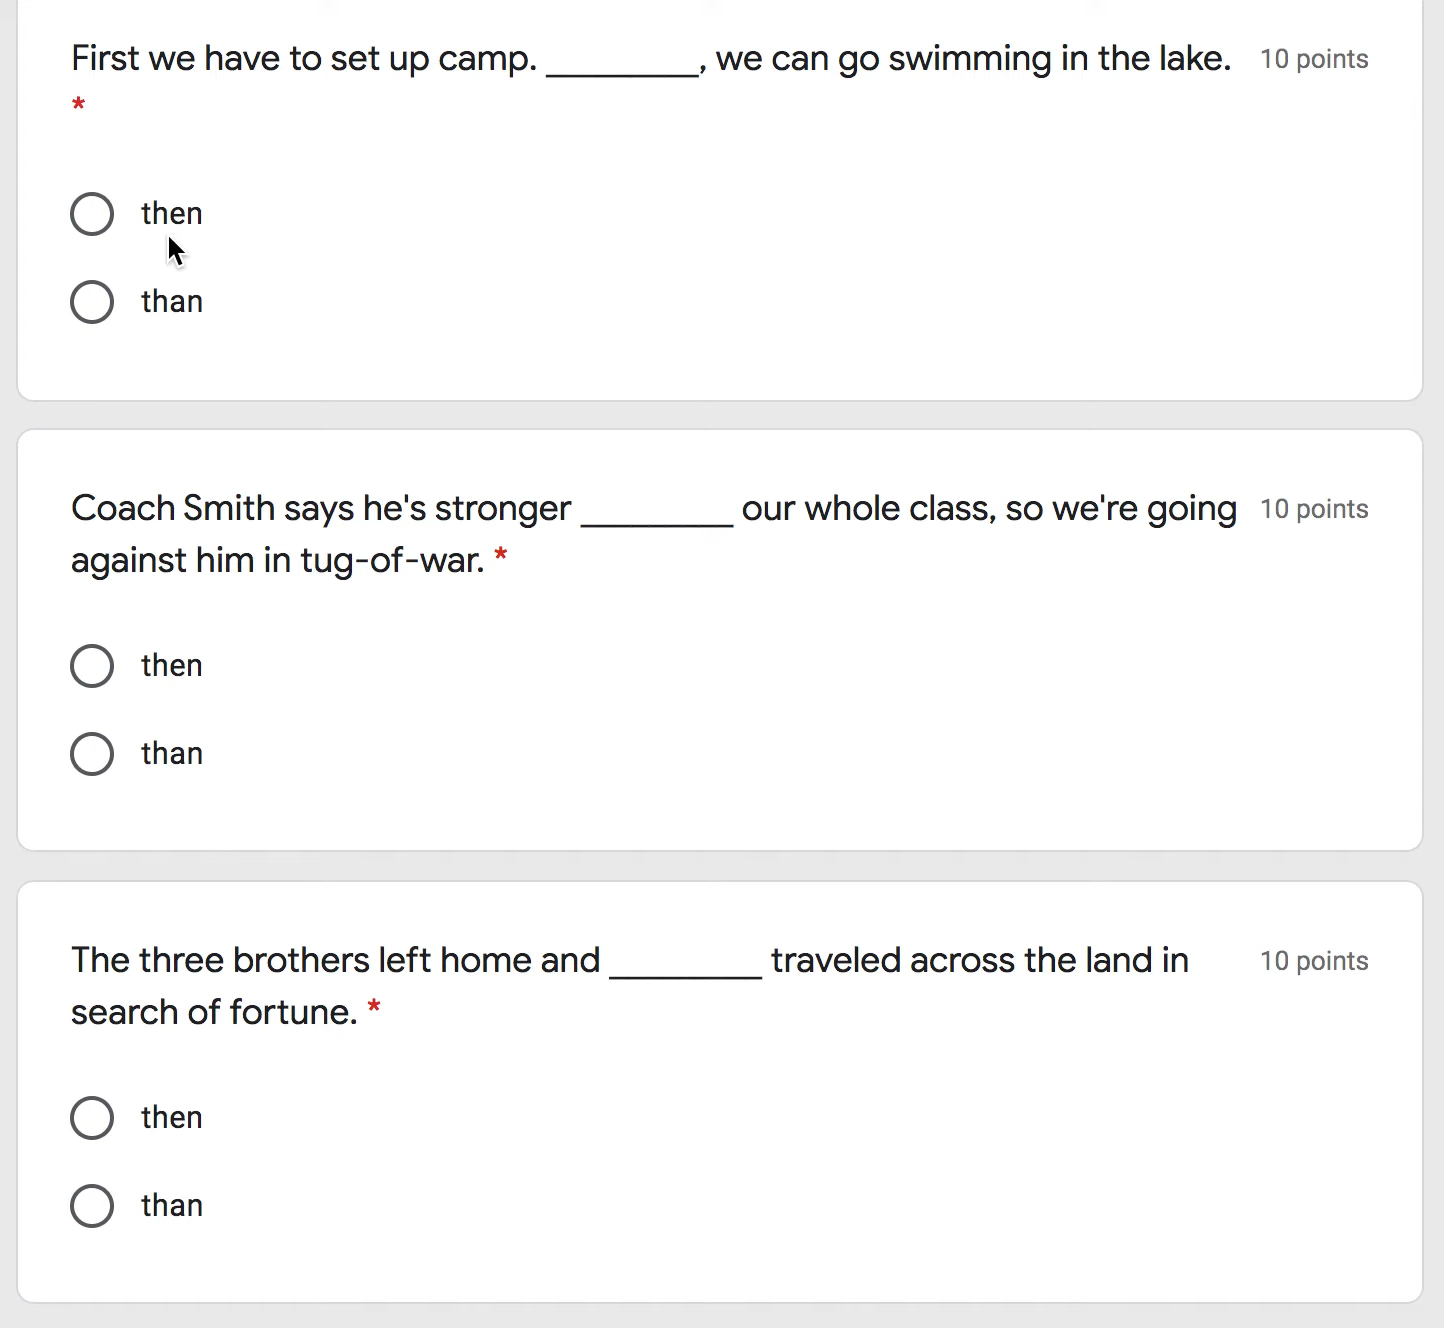 First we have to set up camp. _________, we can go swimming in the lake. 10 points
*
then
than
Coach Smith says he's stronger _________ our whole class, so we're going 10 points
against him in tug-of-war. *
then
than
The three brothers left home and _________ traveled across the land in 10 points
search of fortune. *
then
than